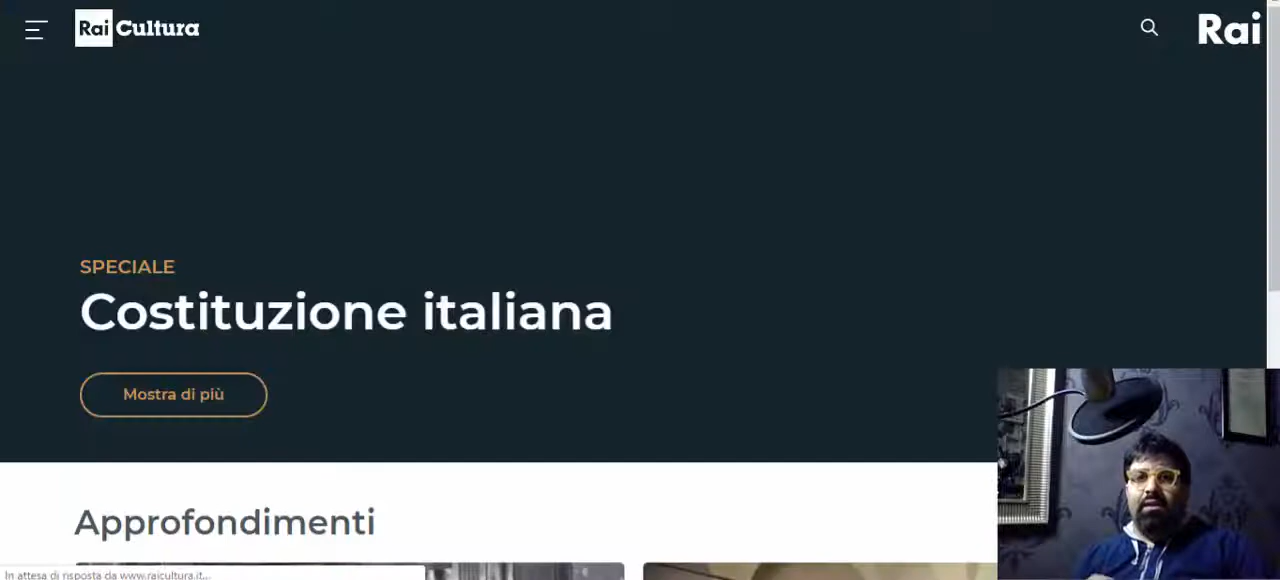 Rai Cultura
Rai
SPECIALE
Costituzione italiana
Mostra di più
Approfondimenti
In attesa di risposta da www.raicultura.it...